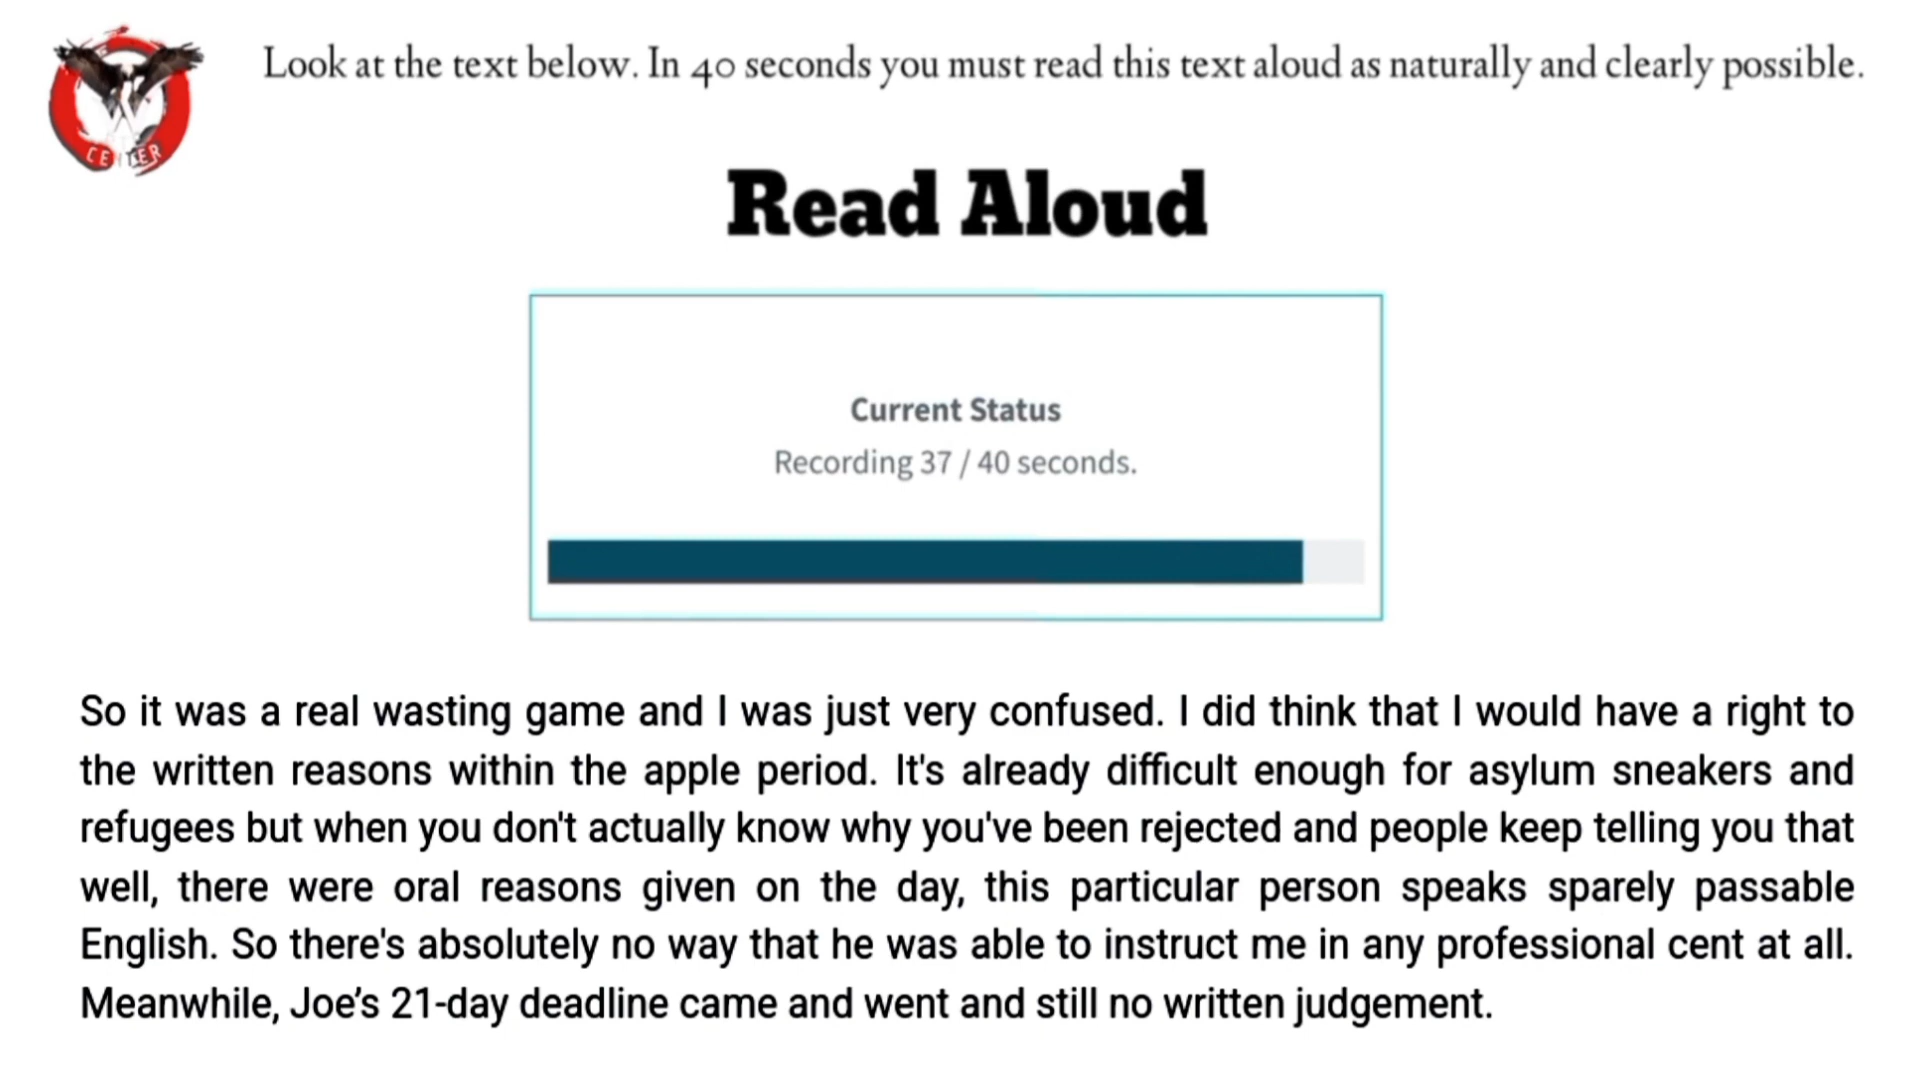 Look at the text below. In 40 seconds you must read this text aloud as naturally and clearly possible.
CENTER
Read Aloud
Current Status
Recording 37 / 40 seconds.
So it was a real wasting game and I was just very confused. I did think that I would have a right to
the written reasons within the apple period. It's already difficult enough for asylum sneakers and
refugees but when you don't actually know why you've been rejected and people keep telling you that
well, there were oral reasons given on the day, this particular person speaks sparely passable
English. So there's absolutely no way that he was able to instruct me in any professional cent at all.
Meanwhile, Joe’s 21-day deadline came and went and still no written judgement.